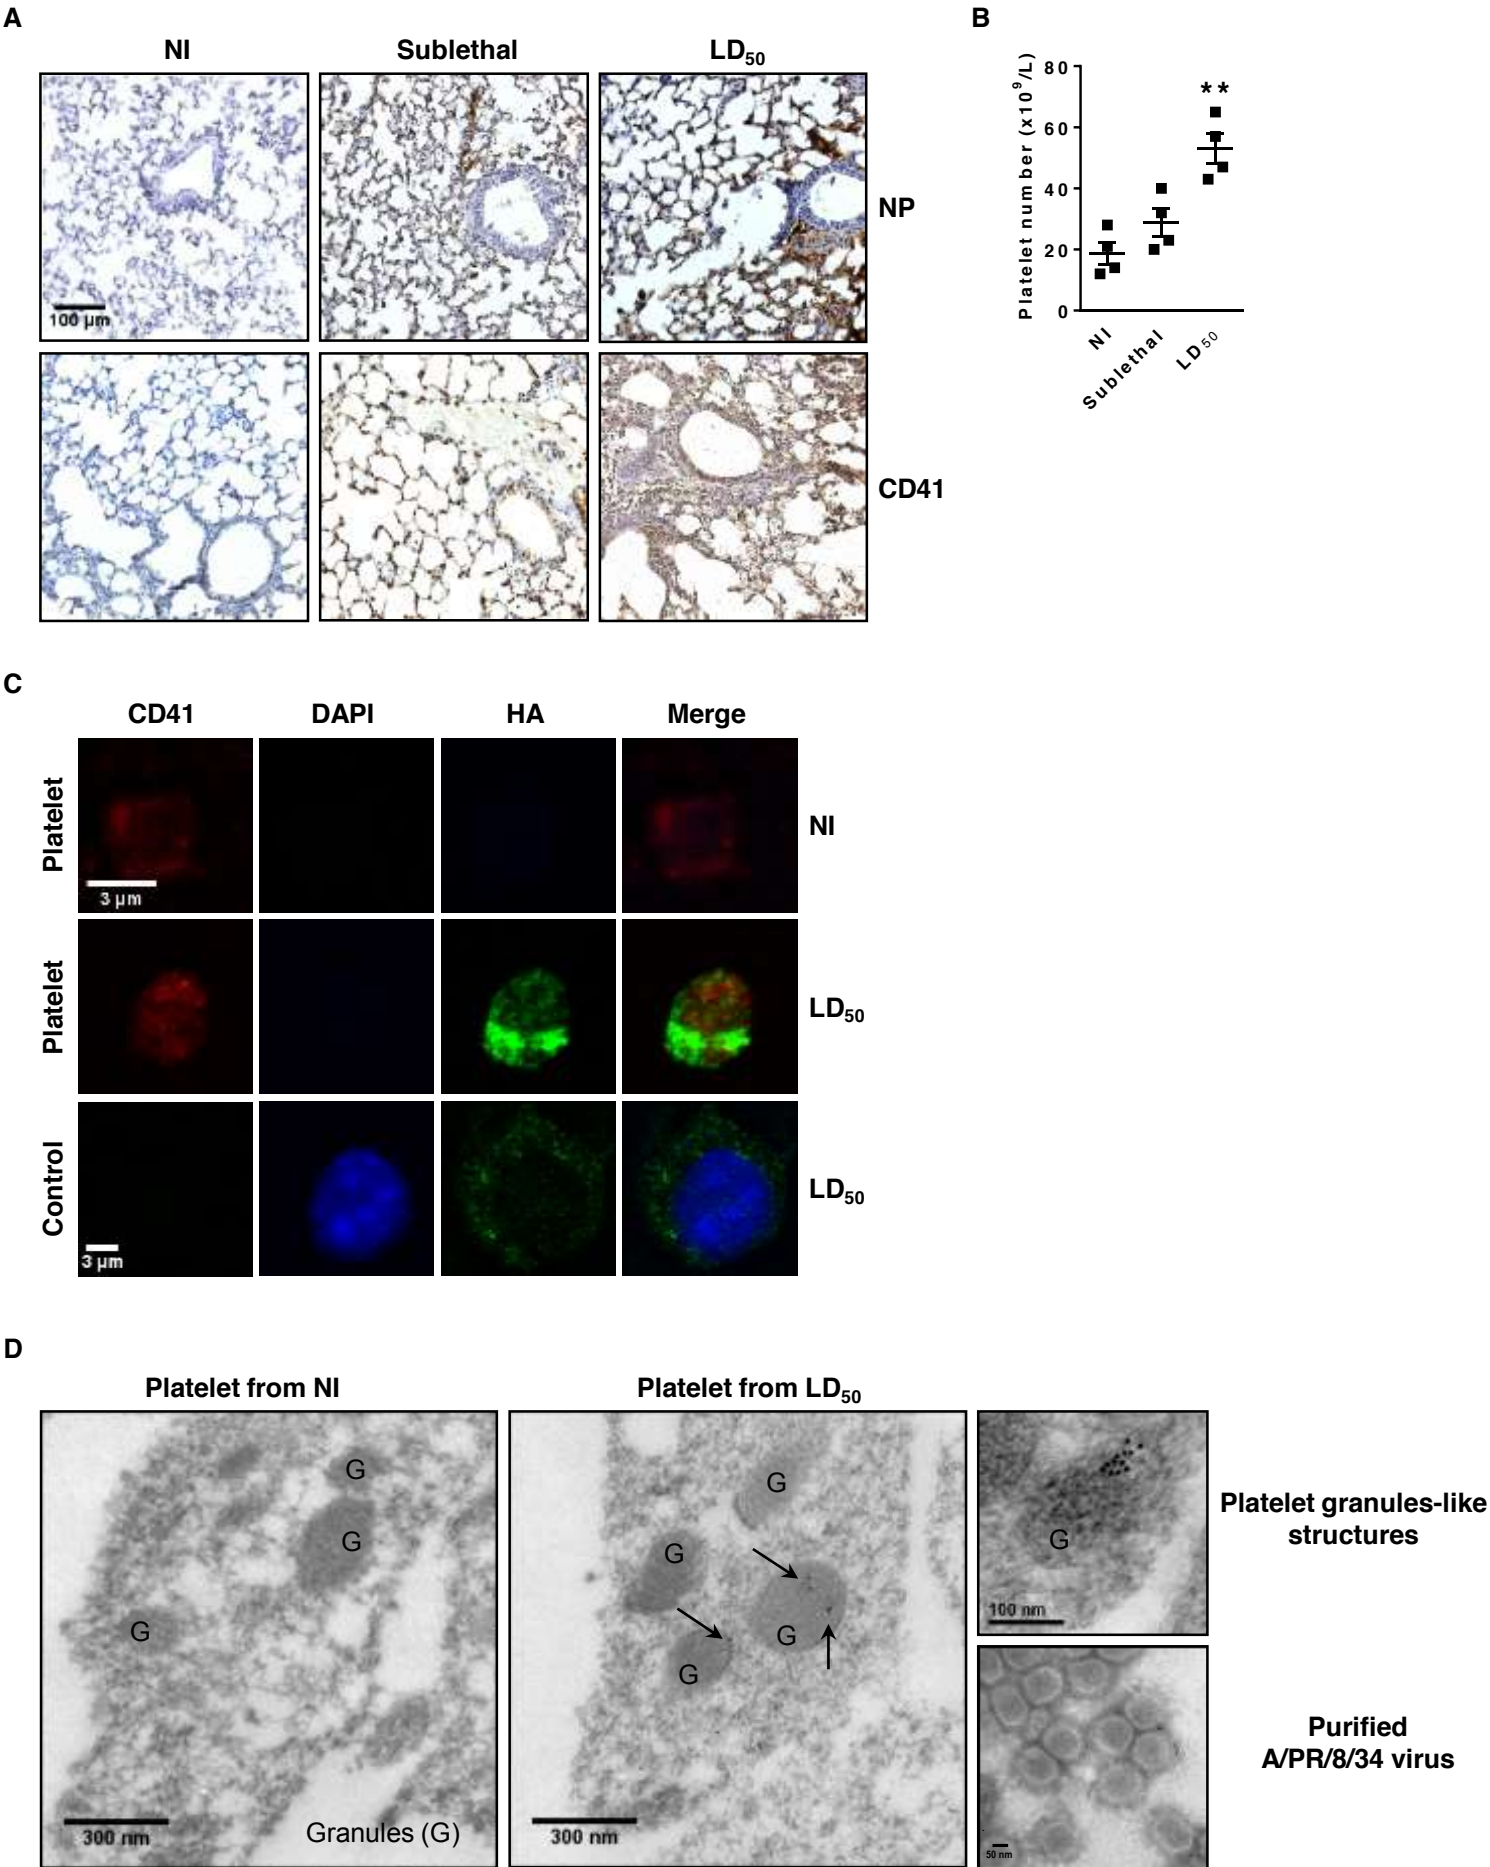 A
NI
Sublethal
LD50
100 µm
NP
CD41
B
Platelet number (x10⁹/L)
80
60
40
20
0
**
NI
Sublethal
LD50
C
CD41
DAPI
HA
Merge
Platelet
3 µm
NI
Platelet
LD50
Control
3 µm
LD50
D
Platelet from NI
Platelet from LD50
G
G
G
300 nm
Granules (G)
G
G
G
G
300 nm
G
100 nm
Platelet granules-like
structures
50 nm
Purified
A/PR/8/34 virus